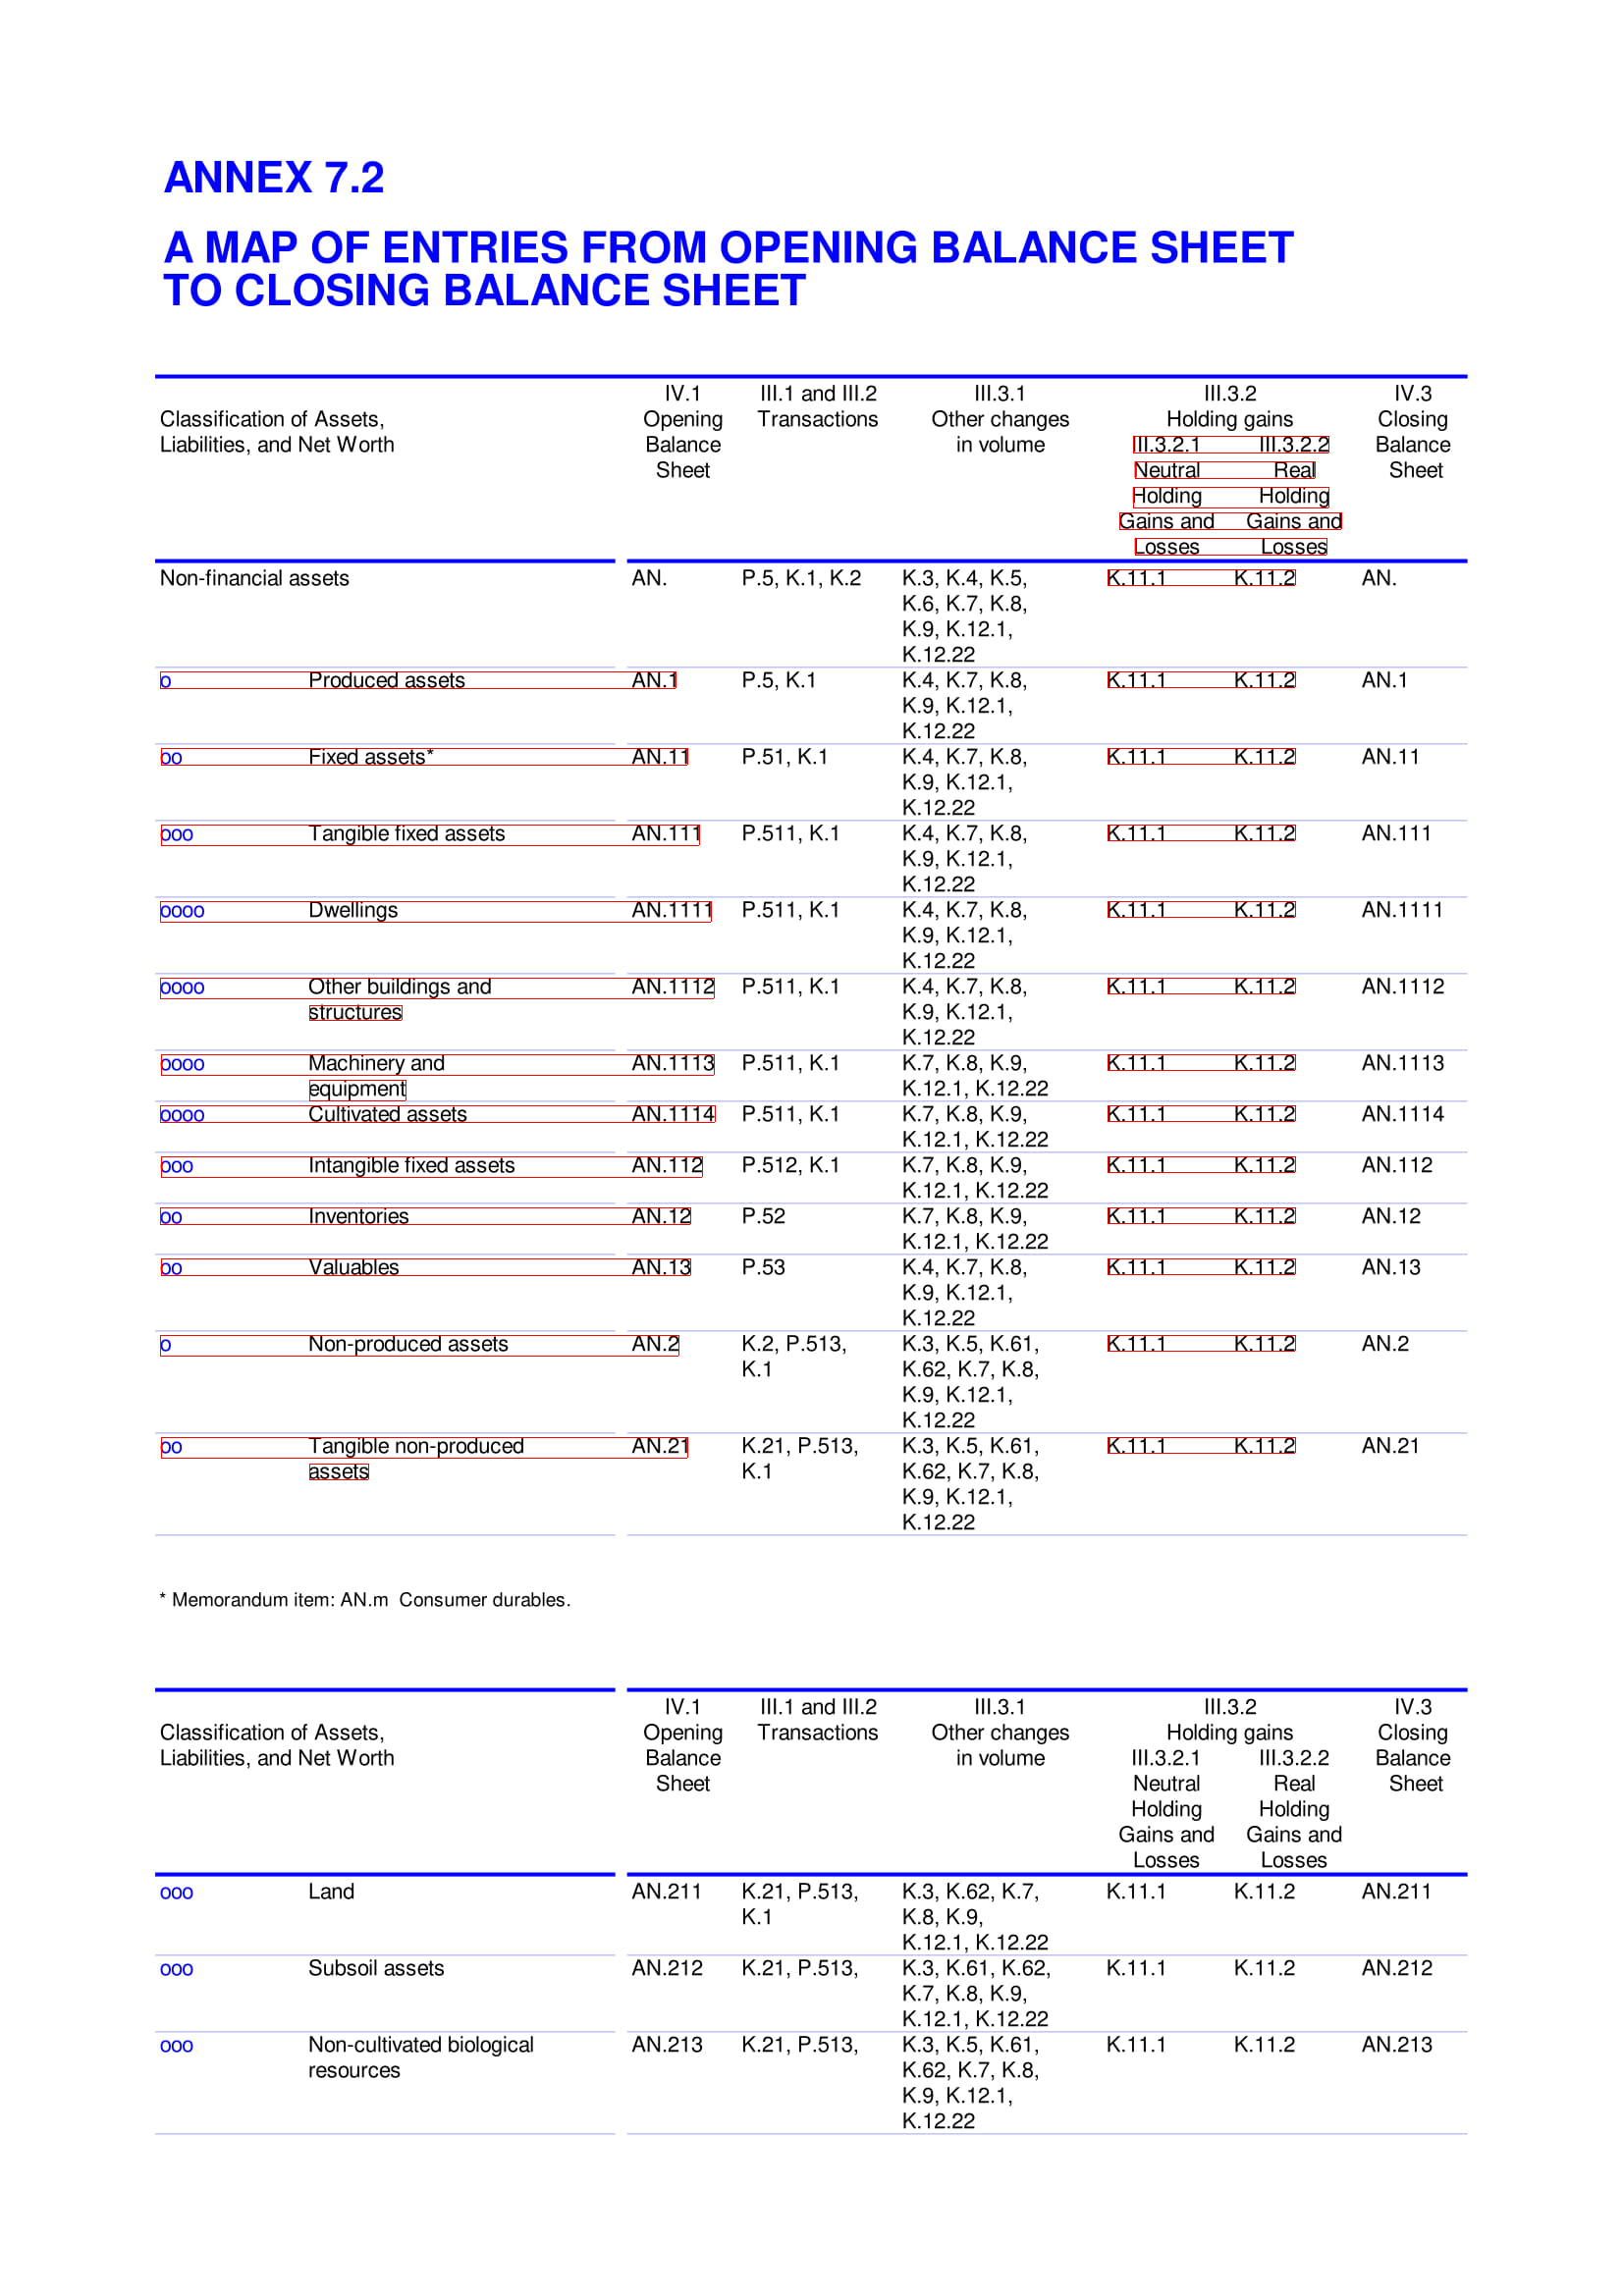 ANNEX 7.2
A MAP OF ENTRIES FROM OPENING BALANCE SHEET
TO CLOSING BALANCE SHEET
IV.1 III.1 and III.2 III.3.1 III.3.2 IV.3
Classification of Assets, Opening Transactions Other changes Holding gains Closing
Liabilities, and Net Worth Balance in volume III.3.2.1 III.3.2.2 Balance
Sheet Neutral Real Sheet
Holding Holding
Gains and Gains and
Losses Losses
Non-financial assets AN. P.5, K.1, K.2 K.3, K.4, K.5, K.11.1 K.11.2 AN.
K.6, K.7, K.8,
K.9, K.12.1,
K.12.22
o Produced assets AN.1 P.5, K.1 K.4, K.7, K.8, K.11.1 K.11.2 AN.1
K.9, K.12.1,
K.12.22
oo Fixed assets* AN.11 P.51, K.1 K.4, K.7, K.8, K.11.1 K.11.2 AN.11
K.9, K.12.1,
K.12.22
ooo Tangible fixed assets AN.111 P.511, K.1 K.4, K.7, K.8, K.11.1 K.11.2 AN.111
K.9, K.12.1,
K.12.22
oooo Dwellings AN.1111 P.511, K.1 K.4, K.7, K.8, K.11.1 K.11.2 AN.1111
K.9, K.12.1,
K.12.22
oooo Other buildings and AN.1112 P.511, K.1 K.4, K.7, K.8, K.11.1 K.11.2 AN.1112
structures K.9, K.12.1,
K.12.22
oooo Machinery and AN.1113 P.511, K.1 K.7, K.8, K.9, K.11.1 K.11.2 AN.1113
equipment K.12.1, K.12.22
oooo Cultivated assets AN.1114 P.511, K.1 K.7, K.8, K.9, K.11.1 K.11.2 AN.1114
K.12.1, K.12.22
ooo Intangible fixed assets AN.112 P.512, K.1 K.7, K.8, K.9, K.11.1 K.11.2 AN.112
K.12.1, K.12.22
oo Inventories AN.12 P.52 K.7, K.8, K.9, K.11.1 K.11.2 AN.12
K.12.1, K.12.22
oo Valuables AN.13 P.53 K.4, K.7, K.8, K.11.1 K.11.2 AN.13
K.9, K.12.1,
K.12.22
o Non-produced assets AN.2 K.2, P.513, K.3, K.5, K.61, K.11.1 K.11.2 AN.2
K.1 K.62, K.7, K.8,
K.9, K.12.1,
K.12.22
oo Tangible non-produced AN.21 K.21, P.513, K.3, K.5, K.61, K.11.1 K.11.2 AN.21
assets K.1 K.62, K.7, K.8,
K.9, K.12.1,
K.12.22
* Memorandum item: AN.m Consumer durables.
IV.1 III.1 and III.2 III.3.1 III.3.2 IV.3
Classification of Assets, Opening Transactions Other changes Holding gains Closing
Liabilities, and Net Worth Balance in volume III.3.2.1 III.3.2.2 Balance
Sheet Neutral Real Sheet
Holding Holding
Gains and Gains and
Losses Losses
ooo Land AN.211 K.21, P.513, K.3, K.62, K.7, K.11.1 K.11.2 AN.211
K.1 K.8, K.9,
K.12.1, K.12.22
ooo Subsoil assets AN.212 K.21, P.513, K.3, K.61, K.62, K.11.1 K.11.2 AN.212
K.7, K.8, K.9,
K.12.1, K.12.22
ooo Non-cultivated biological AN.213 K.21, P.513, K.3, K.5, K.61, K.11.1 K.11.2 AN.213
resources K.62, K.7, K.8,
K.9, K.12.1,
K.12.22